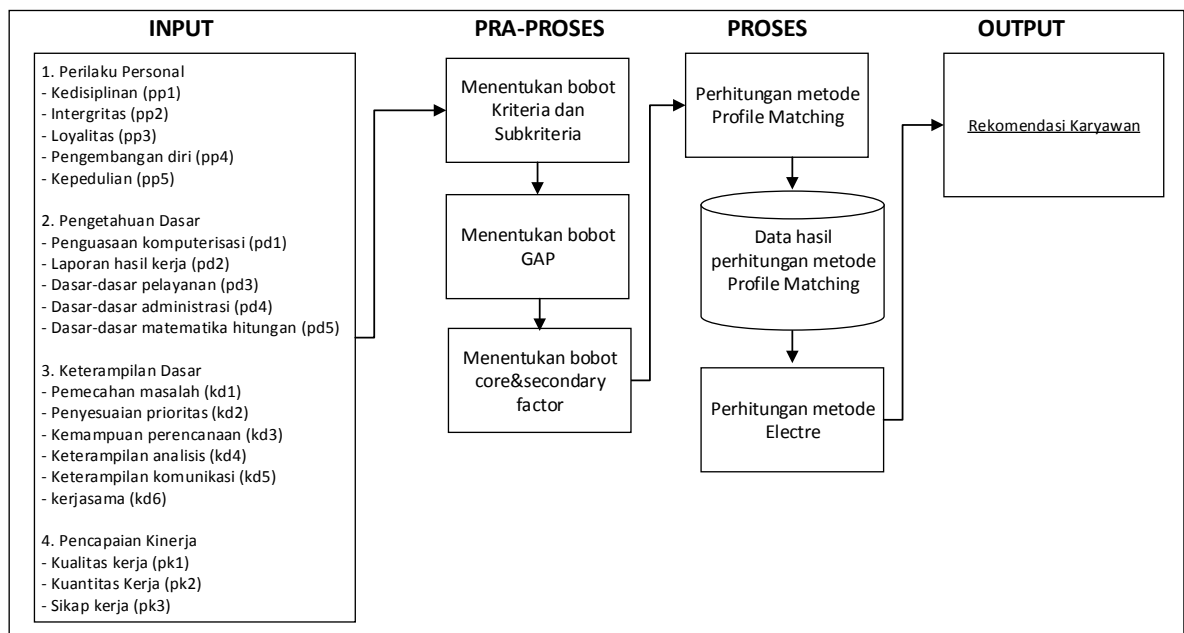 INPUT
1. Perilaku Personal
- Kedisiplinan (pp1)
- Intergritas (pp2)
- Loyalitas (pp3)
- Pengembangan diri (pp4)
- Kepedulian (pp5)
2. Pengetahuan Dasar
- Penguasaan komputerisasi (pd1)
- Laporan hasil kerja (pd2)
- Dasar-dasar pelayanan (pd3)
- Dasar-dasar administrasi (pd4)
- Dasar-dasar matematika hitungan (pd5)
3. Keterampilan Dasar
- Pemecahan masalah (kd1)
- Penyesuaian prioritas (kd2)
- Kemampuan perencanaan (kd3)
- Keterampilan analisis (kd4)
- Keterampilan komunikasi (kd5)
- kerjasama (kd6)
4. Pencapaian Kinerja
- Kualitas kerja (pk1)
- Kuantitas Kerja (pk2)
- Sikap kerja (pk3)
PRA-PROSES
Menentukan bobot
Kriteria dan
Subkriteria
Menentukan bobot
GAP
Menentukan bobot
core&secondary
factor
PROSES
Perhitungan metode
Profile Matching
Data hasil
perhitungan metode
Profile Matching
Perhitungan metode
Electre
OUTPUT
Rekomendasi Karyawan